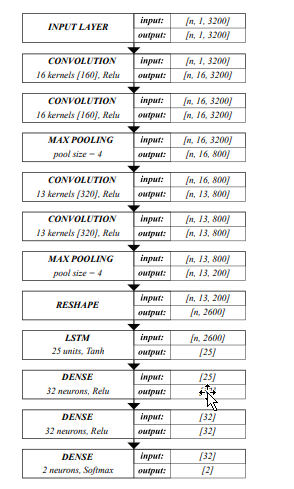 INPUT LAYER
input: [n, 1, 3200]
output: [n, 1, 3200]
CONVOLUTION
16 kernels [160], Relu
input: [n, 1, 3200]
output: [n, 16, 3200]
CONVOLUTION
16 kernels [160], Relu
input: [n, 16, 3200]
output: [n, 16, 3200]
MAX POOLING
pool size = 4
input: [n, 16, 3200]
output: [n, 16, 800]
CONVOLUTION
13 kernels [320], Relu
input: [n, 16, 800]
output: [n, 13, 800]
CONVOLUTION
13 kernels [320], Relu
input: [n, 13, 800]
output: [n, 13, 800]
MAX POOLING
pool size = 4
input: [n, 13, 800]
output: [n, 13, 200]
RESHAPE
input: [n, 13, 200]
output: [n, 2600]
LSTM
25 units, Tanh
input: [n, 2600]
output: [25]
DENSE
32 neurons, Relu
input: [25]
output:
DENSE
32 neurons, Relu
input: [32]
output: [32]
DENSE
2 neurons, Softmax
input: [32]
output: [2]